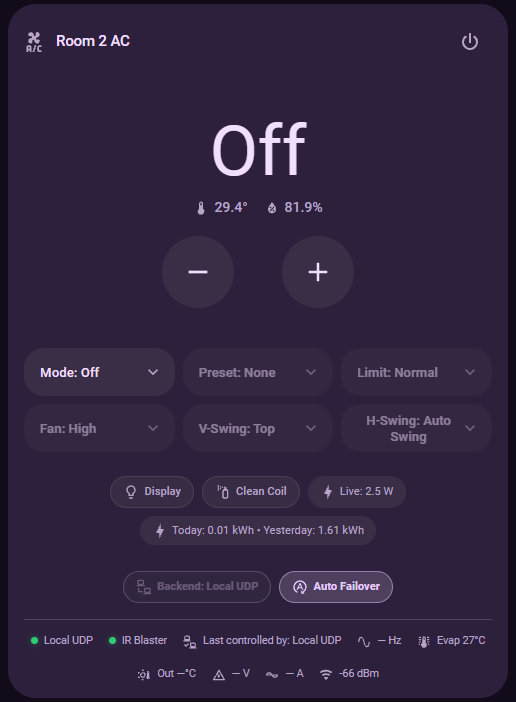 A/C Room 2 AC
Off
29.4° 81.9%
Mode: Off Preset: None Limit: Normal
Fan: High V-Swing: Top H-Swing: Auto
Swing
Display Clean Coil Live: 2.5 W
Today: 0.01 kWh • Yesterday: 1.61 kWh
Backend: Local UDP Auto Failover
Local UDP IR Blaster Last controlled by: Local UDP — Hz Evap 27°C
Out —°C — V — A -66 dBm